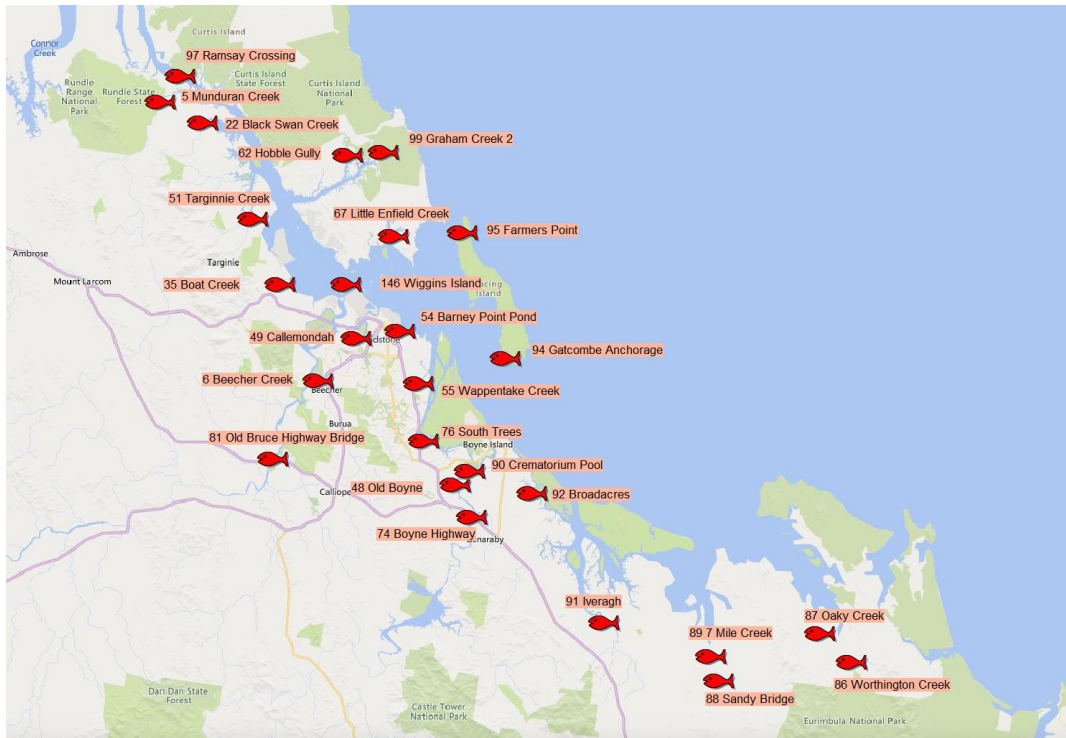 Curtis Island
Connor
Creek
97 Ramsay Crossing
Curtis Island
State Forest
Curtis Island
National
Park
Rundle
Range
National
Park
Rundle State
Forest
5 Munduran Creek
22 Black Swan Creek
99 Graham Creek 2
62 Hobble Gully
51 Targinnie Creek
67 Little Enfield Creek
95 Farmers Point
Ambrose
Targinie
Mount Larcom
35 Boat Creek
146 Wiggins Island
cing
Island
54 Barney Point Pond
49 Callemondah
dstone
94 Gatcombe Anchorage
6 Beecher Creek
Beecher
55 Wappentake Creek
Burua
81 Old Bruce Highway Bridge
76 South Trees
Boyne Island
90 Crematorium Pool
48 Old Boyne
Calliope
92 Broadacres
74 Boyne Highway
enaraby
91 Iveragh
87 Oaky Creek
89 7 Mile Creek
86 Worthington Creek
88 Sandy Bridge
Dan Dan State
Forest
Castle Tower
National Park
Eurimbula National
Park